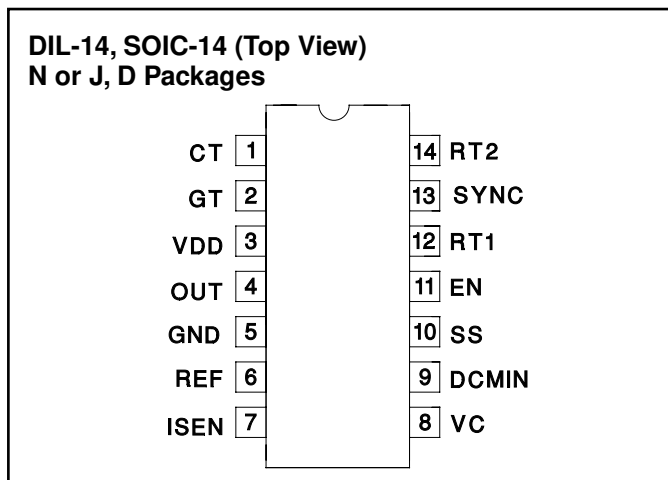 DIL-14, SOIC-14 (Top View)
N or J, D Packages
CT 1 14 RT2
GT 2 13 SYNC
VDD 3 12 RT1
OUT 4 11 EN
GND 5 10 SS
REF 6 9 DCMIN
ISEN 7 8 VC